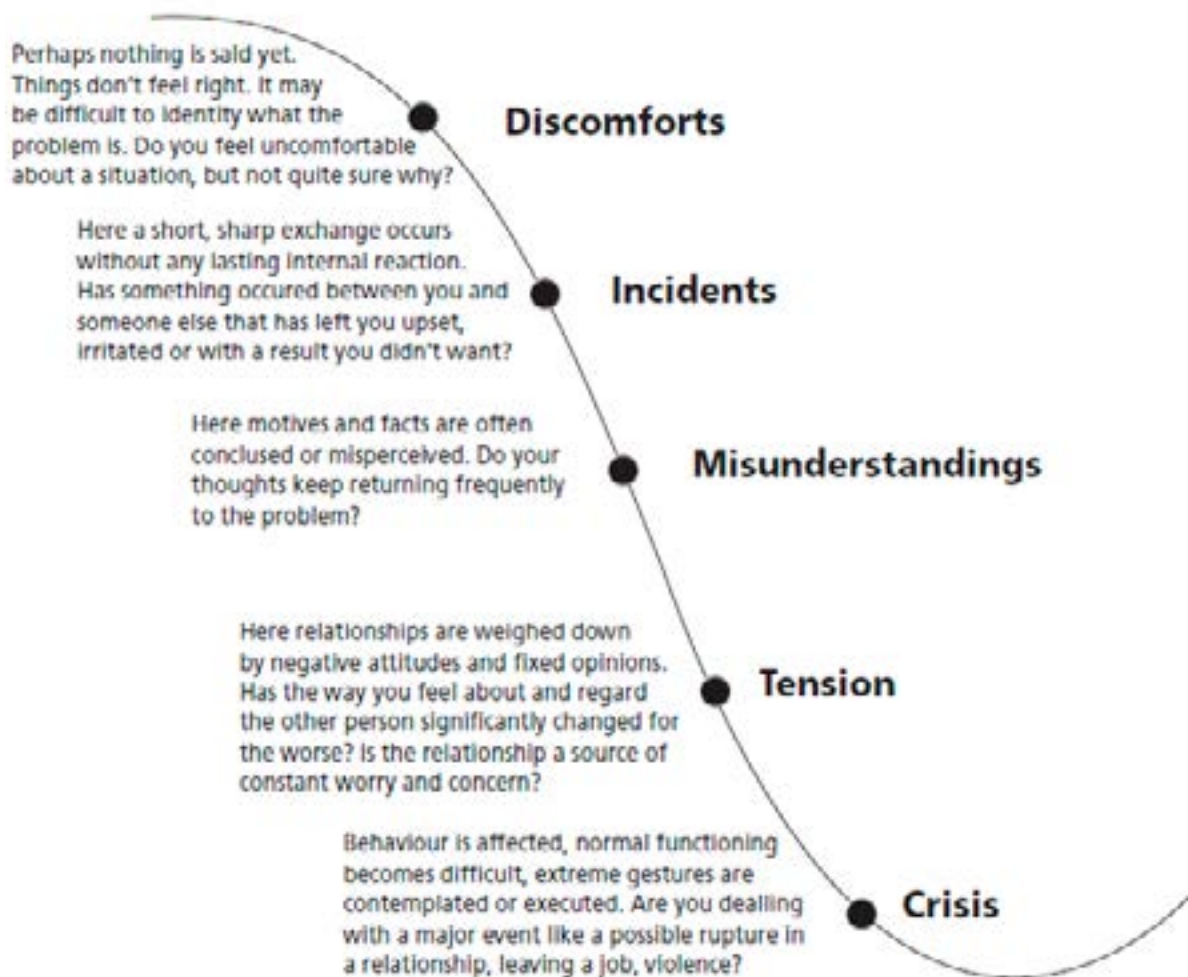 Perhaps nothing is said yet.
Things don't feel right. It may
be difficult to identity what the
problem is. Do you feel uncomfortable
about a situation, but not quite sure why?
Discomforts
Here a short, sharp exchange occurs
without any lasting internal reaction.
Has something occured between you and
someone else that has left you upset,
irritated or with a result you didn't want?
Incidents
Here motives and facts are often
conclused or misperceived. Do your
thoughts keep returning frequently
to the problem?
Misunderstandings
Here relationships are weighed down
by negative attitudes and fixed opinions.
Has the way you feel about and regard
the other person significantly changed for
the worse? Is the relationship a source of
constant worry and concern?
Tension
Behaviour is affected, normal functioning
becomes difficult, extreme gestures are
contemplated or executed. Are you dealling
with a major event like a possible rupture in
a relationship, leaving a job, violence?
Crisis